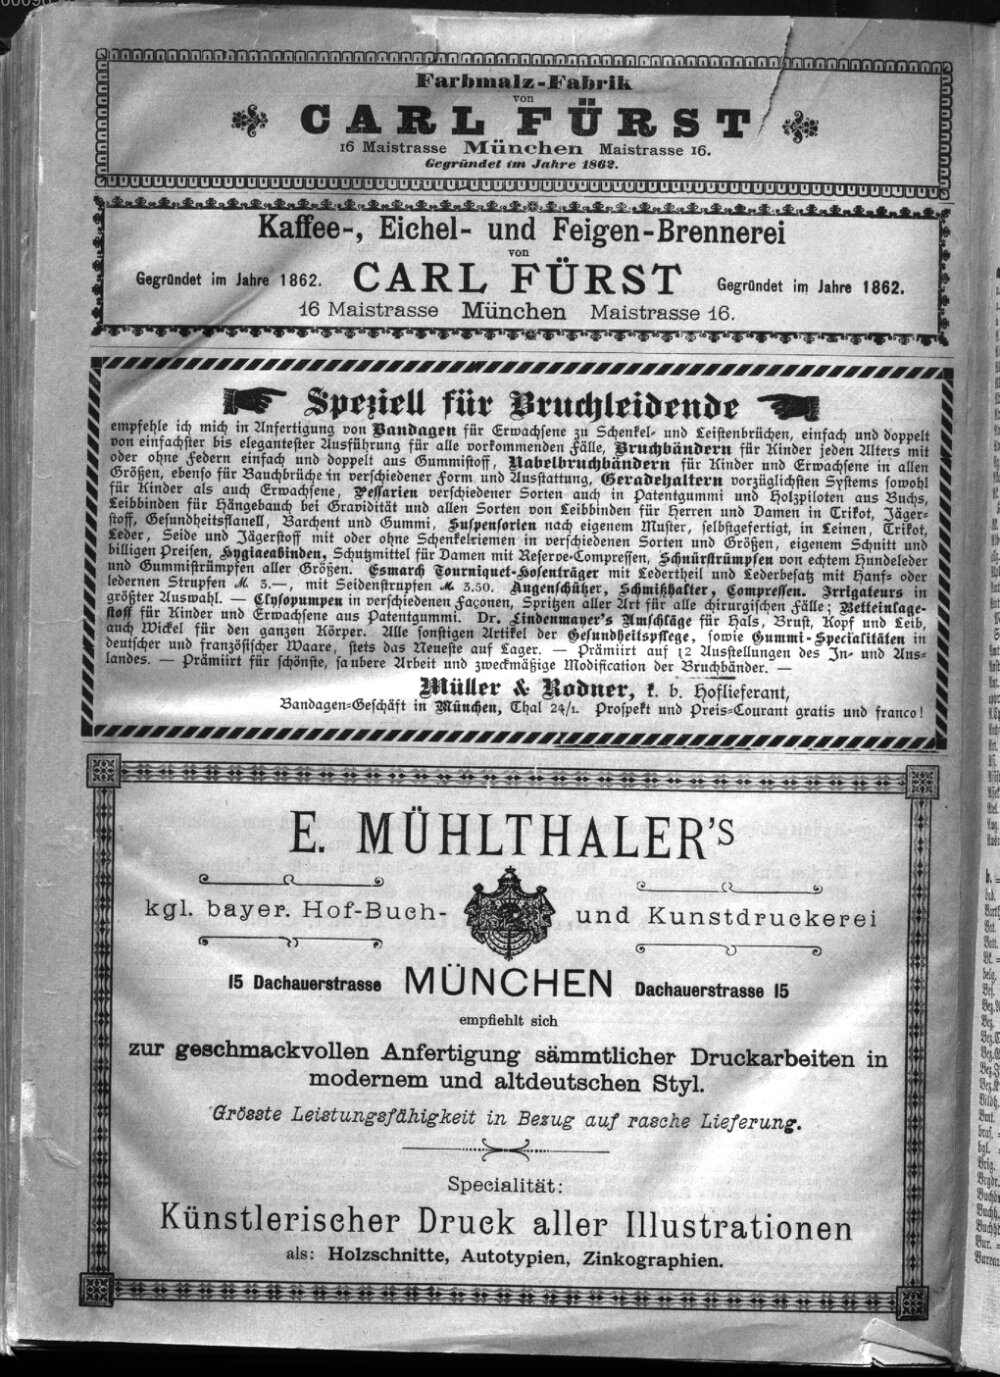 Farbmalz-Fabrik
von
CARL FÜRST
16 Maistrasse München Maistrasse 16.
Gegründet im Jahre 1862.
Kaffee-, Eichel- und Feigen-Brennerei
von
Gegründet im Jahre 1862. CARL FÜRST Gegründet im Jahre 1862.
16 Maistrasse München Maistrasse 16.
Speziell für Bruchleidende
empfehle ich mich in Anfertigung von Bandagen für Erwachsene zu Schenkel- und Leistenbrüchen, einfach und doppelt
von einfachster bis elegantester Ausführung für alle vorkommenden Fälle, Bruchbändern für Kinder jeden Alters mit
oder ohne Federn einfach und doppelt aus Gummistoff, Nabelbruchbändern für Kinder und Erwachsene in allen
Größen, ebenso für Bauchbrüche in verschiedener Form und Ausstattung, Geradehaltern vorzüglichsten Systems sowohl
für Kinder als auch Erwachsene, Pessarien verschiedener Sorten auch in Patentgummi und Holzpiloten aus Buchs,
Leibbinden für Hängebauch bei Gravidität und allen Sorten von Leibbinden für Herren und Damen in Trikot, Jäger-
stoff, Gesundheitsflanell, Barchent und Gummi, Suspensorien nach eigenem Muster, selbstgefertigt, in Leinen, Trikot,
Leder, Seide und Jägerstoff mit oder ohne Schenkelriemen in verschiedenen Sorten und Größen, eigenem Schnitt und
billigen Preisen, Hygiaeabinden, Schutzmittel für Damen mit Reserve-Compressen, Schnürstrümpfen von echtem Hundeleder
und Gummistrümpfen aller Größen. Esmarch Tourniquet-Hosenträger mit Ledertheil und Lederbesatz mit Hanf- oder
ledernen Strupfen M. 3.—, mit Seidenstrupfen M. 3.50. Augenschützer, Schmitzhalter, Compressen. Irrigateurs in
größter Auswahl. — Clysopumpen in verschiedenen Façonen, Spritzen aller Art für alle chirurgischen Fälle; Betteinlage-
stoff für Kinder und Erwachsene aus Patentgummi. Dr. Lindenmayer's Umschläge für Hals, Brust, Kopf und Leib,
auch Wickel für den ganzen Körper. Alle sonstigen Artikel der Gesundheitspflege, sowie Gummi-Specialitäten in
deutscher und französischer Waare, stets das Neueste auf Lager. — Prämiirt auf 12 Ausstellungen des In- und Aus-
landes. — Prämiirt für schönste, saubere Arbeit und zweckmäßige Modification der Bruchbänder. —
Müller & Rodner, k. b. Hoflieferant,
Bandagen-Geschäft in München, Thal 24/1. Prospekt und Preis-Courant gratis und franco!
E. MÜHLTHALER'S
kgl. bayer. Hof-Buch- und Kunstdruckerei
15 Dachauerstrasse MÜNCHEN Dachauerstrasse 15
empfiehlt sich
zur geschmackvollen Anfertigung sämmtlicher Druckarbeiten in
modernem und altdeutschen Styl.
Grösste Leistungsfähigkeit in Bezug auf rasche Lieferung.
Specialität:
Künstlerischer Druck aller Illustrationen
als: Holzschnitte, Autotypien, Zinkographien.